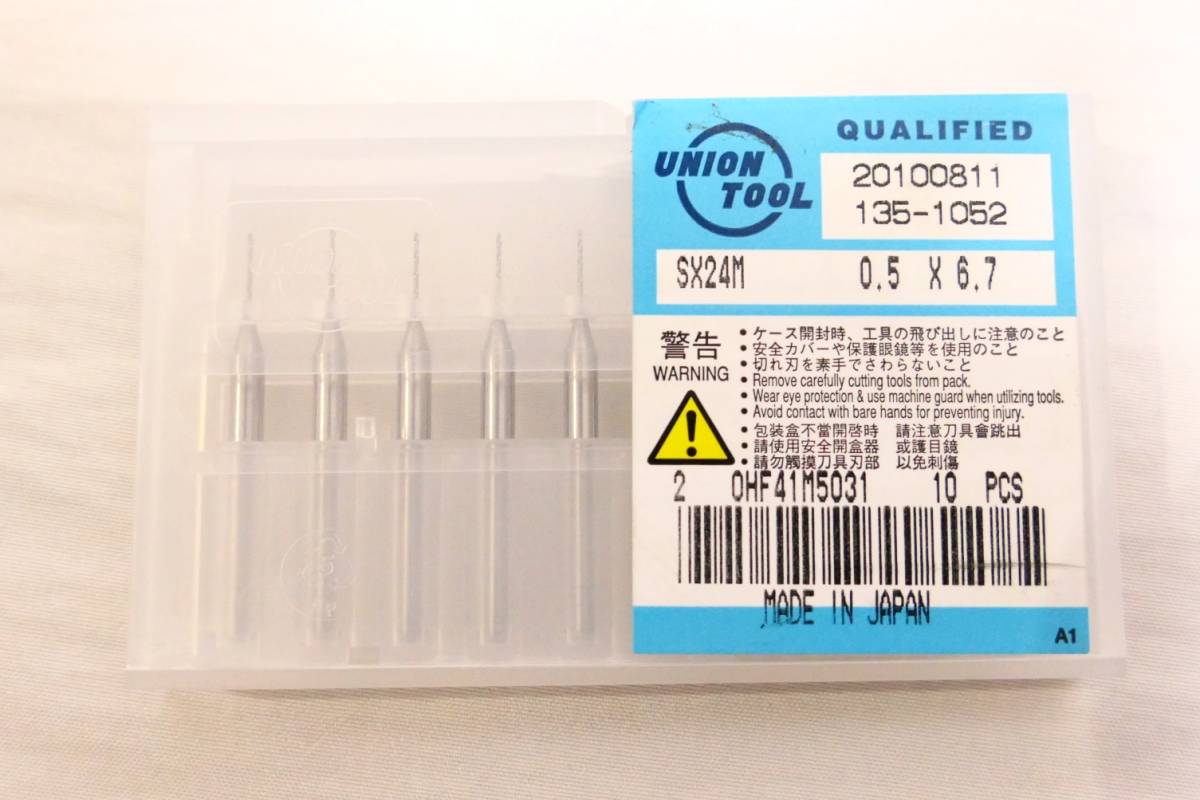 UNION
TOOL
QUALIFIED
20100811
135-1052
SX24M 0.5 X 6.7
警告
WARNING
• ケース開封時、工具の飛び出しに注意のこと
• 安全カバーや保護眼鏡等を使用のこと
• 切れ刃を素手でさわらないこと
• Remove carefully cutting tools from pack.
• Wear eye protection & use machine guard when utilizing tools.
• Avoid contact with bare hands for preventing injury.
• 包装盒不當開啓時 請注意刀具會跳出
• 請使用安全開盒器 或護目鏡
• 請勿觸摸刀具刃部 以免刺傷
2 0HF41M5031 10 PCS
MADE IN JAPAN
A1